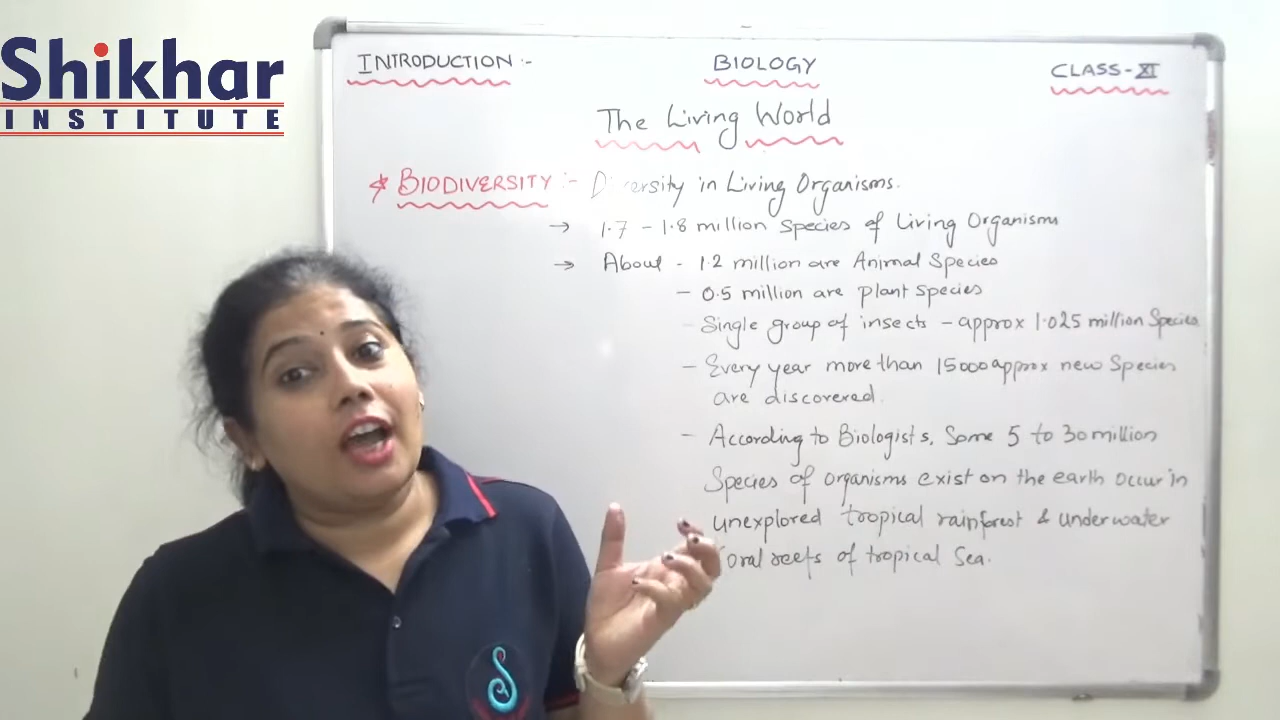 Shikhar
INSTITUTE
INTRODUCTION :-
BIOLOGY
CLASS-XI
The Living World
* BIODIVERSITY :- Diversity in Living Organisms.
→ 1.7 - 1.8 million Species of Living Organisms
→ About - 1.2 million are Animal Species
- 0.5 million are plant species
- Single group of insects - approx 1.025 million Species
- Every year more than 15000 approx new Species
are discovered.
- According to Biologists, Some 5 to 30 million
Species of organisms exist on the earth occur in
unexplored tropical rainforest & underwater
oral reefs of tropical Sea.